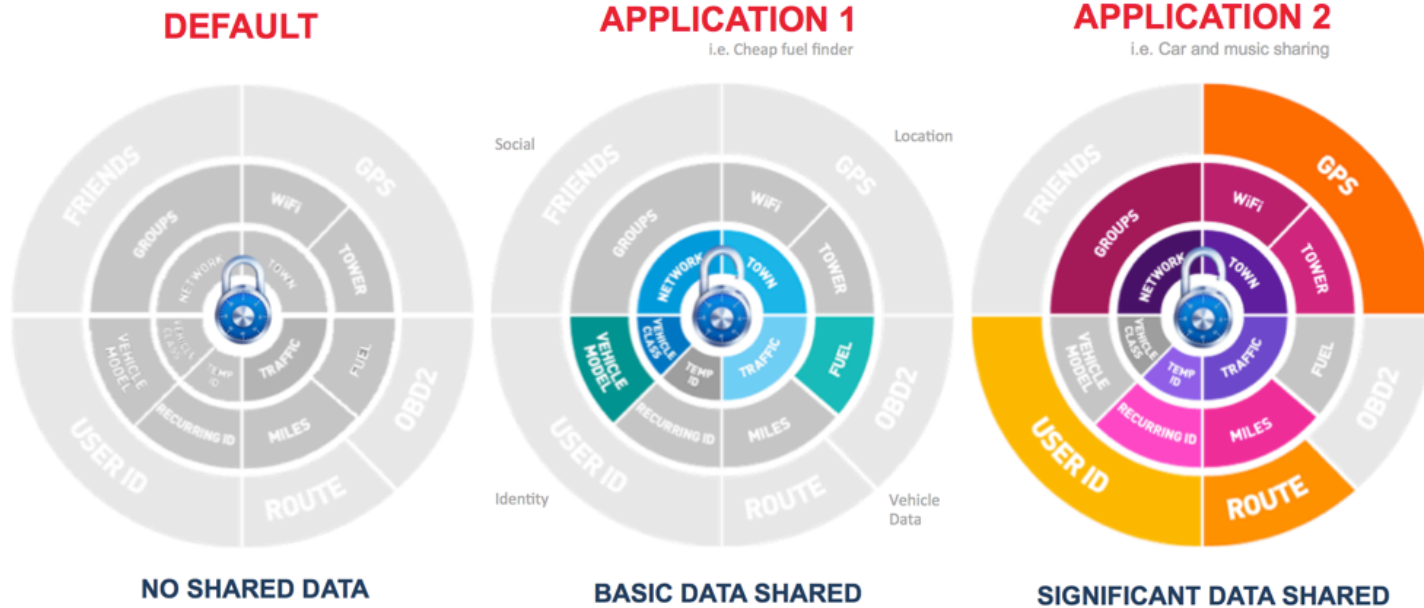 DEFAULT
APPLICATION 1
i.e. Cheap fuel finder
APPLICATION 2
i.e. Car and music sharing
FRIENDS
GPS
GROUPS
WiFi
TOWER
NETWORK
TOWN
VEHICLE
MODEL
VEHICLE
CLASS
TEMP
ID
TRAFFIC
FUEL
RECURRING ID
MILES
USER ID
ROUTE
OBD2
NO SHARED DATA
Social
Location
FRIENDS
GPS
GROUPS
WiFi
TOWER
NETWORK
TOWN
VEHICLE
MODEL
VEHICLE
CLASS
TEMP
ID
TRAFFIC
FUEL
RECURRING ID
MILES
USER ID
ROUTE
OBD2
Identity
Vehicle
Data
BASIC DATA SHARED
FRIENDS
GPS
GROUPS
WiFi
TOWER
NETWORK
TOWN
VEHICLE
MODEL
VEHICLE
CLASS
TEMP
ID
TRAFFIC
FUEL
RECURRING ID
MILES
USER ID
ROUTE
OBD2
SIGNIFICANT DATA SHARED